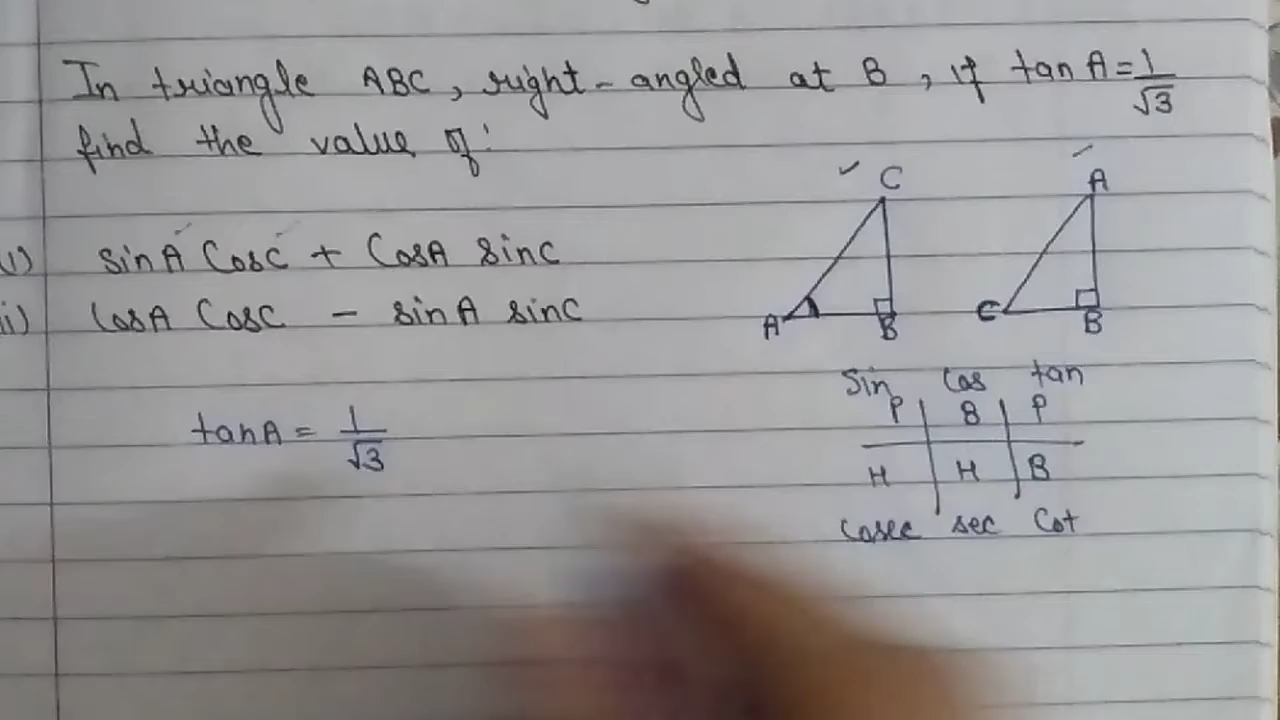 In triangle ABC, right-angled at B, if tan A = 1/√3
find the value of:
i) sin A Cos C + Cos A sin C
ii) Cos A Cos C - sin A sin C
C
A
B
A
C
B
tan A = 1/√3
Sin Cos tan
P B P
H H B
Cosec sec Cot